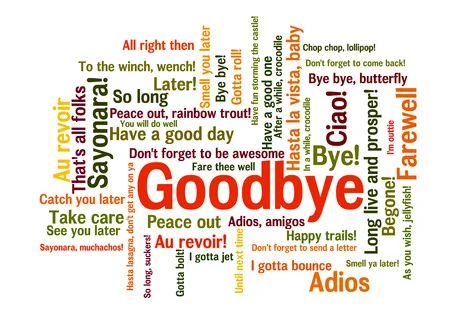 All right then
To the winch, wench!
Later!
So long
Peace out, rainbow trout!
You will do well
Have a good day
Don't forget to be awesome
Fare thee well
Goodbye
Au revoir
That's all folks
Sayonara!
Smell you later
Bye bye!
Gotta roll!
Have fun storming the castle!
Have a good one
After a while, crocodile
Hasta la vista, baby
In a while, crocodile
Chop chop, lollipop!
Don't forget to come back!
Bye bye, butterfly
Ciao!
Bye!
Long live and prosper!
I'm outtie
Farewell
Begone!
As you wish, jellyfish!
Catch you later
Take care
See you later
Sayonara, muchachos!
Hasta lasagna, don't get any on ya
So long, suckers!
Peace out
Au revoir!
Gotta bolt!
I gotta jet
Adios, amigos
Until next time
Happy trails!
Don't forget to send a letter
I gotta bounce
Smell ya later!
Adios